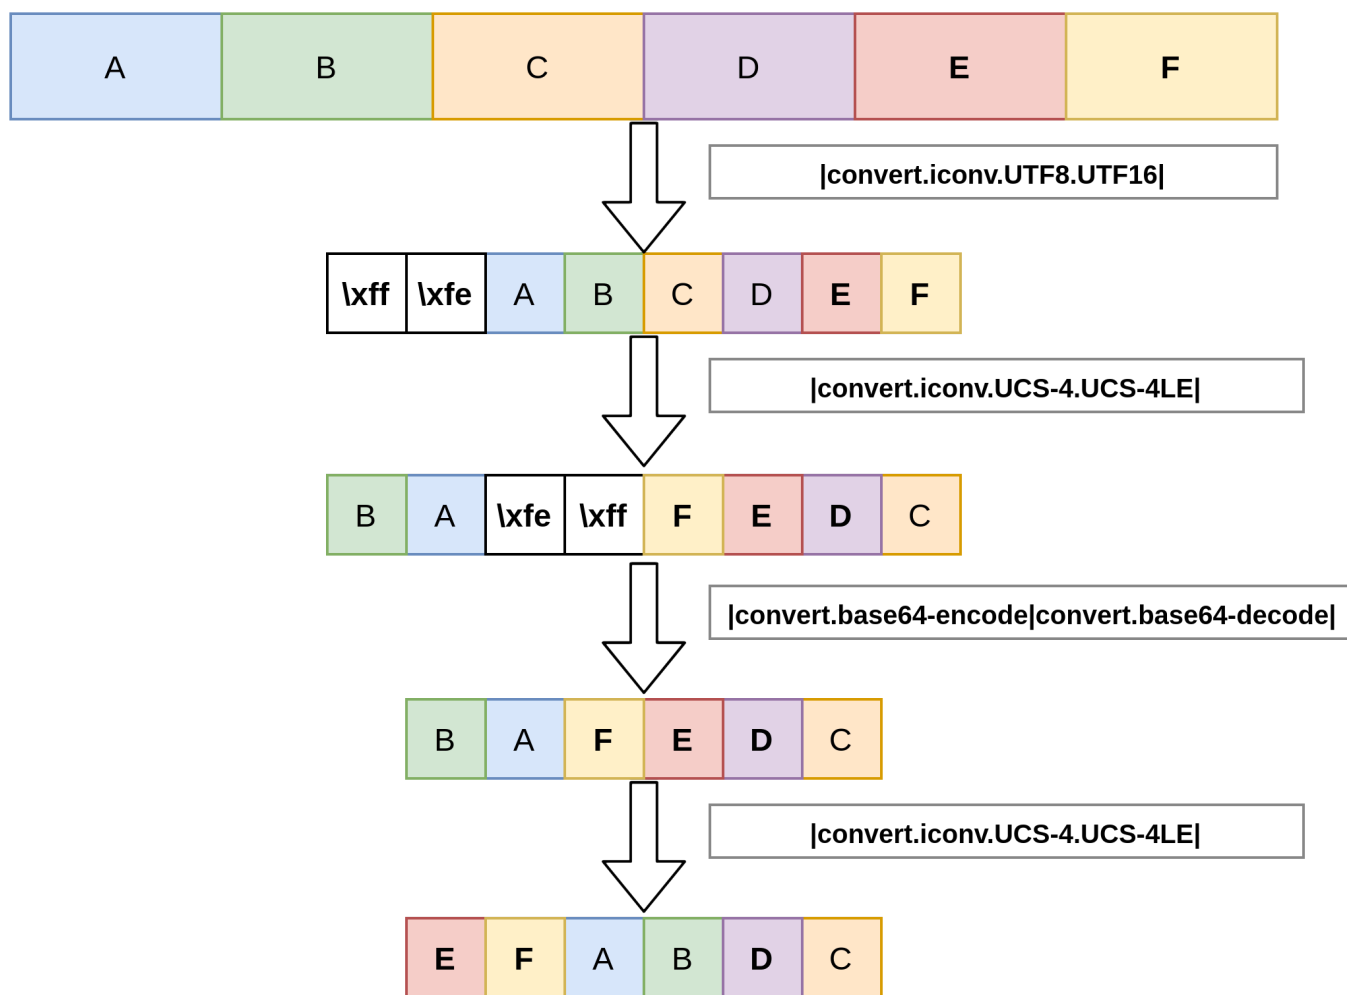 A B C D E F
|convert.iconv.UTF8.UTF16|
\xff \xfe A B C D E F
|convert.iconv.UCS-4.UCS-4LE|
B A \xfe \xff F E D C
|convert.base64-encode|convert.base64-decode|
B A F E D C
|convert.iconv.UCS-4.UCS-4LE|
E F A B D C